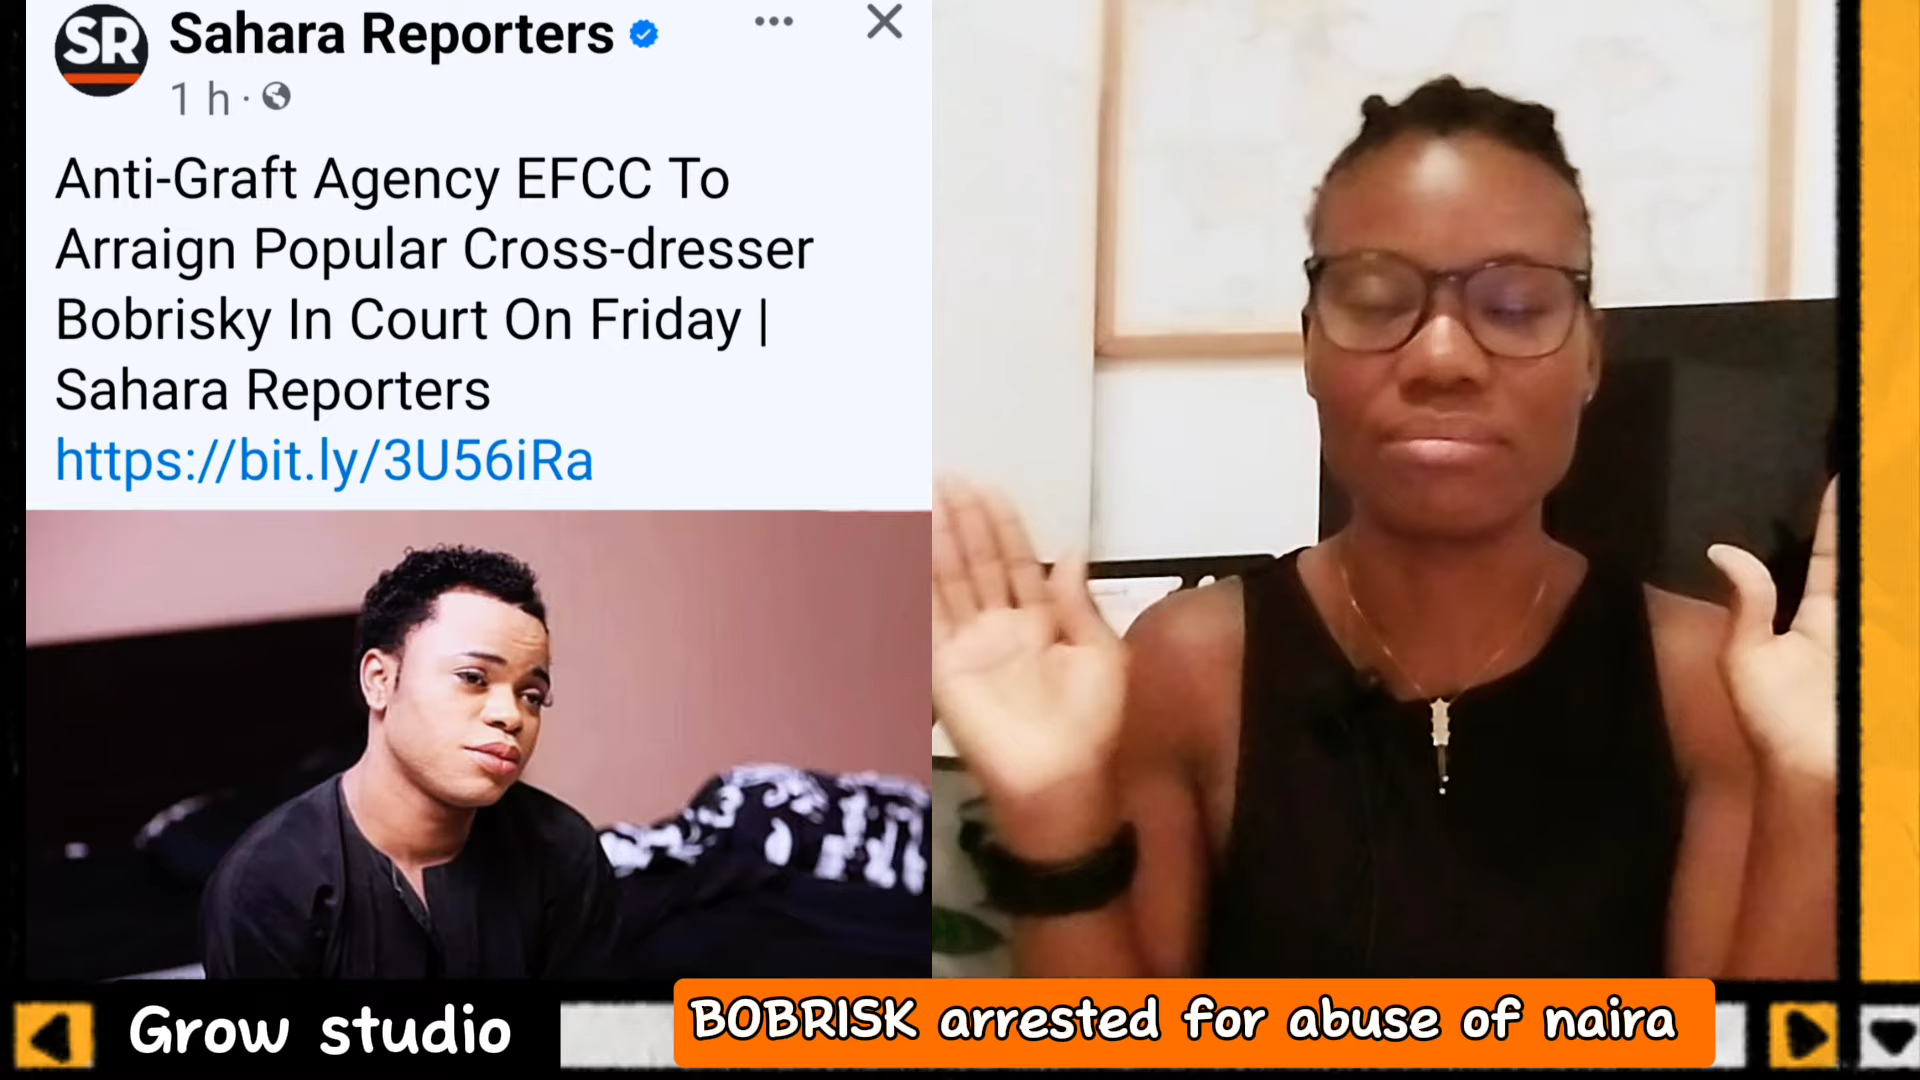 SR
Sahara Reporters
1 h
Anti-Graft Agency EFCC To
Arraign Popular Cross-dresser
Bobrisky In Court On Friday |
Sahara Reporters
https://bit.ly/3U56iRa
Grow studio
BOBRISK arrested for abuse of naira